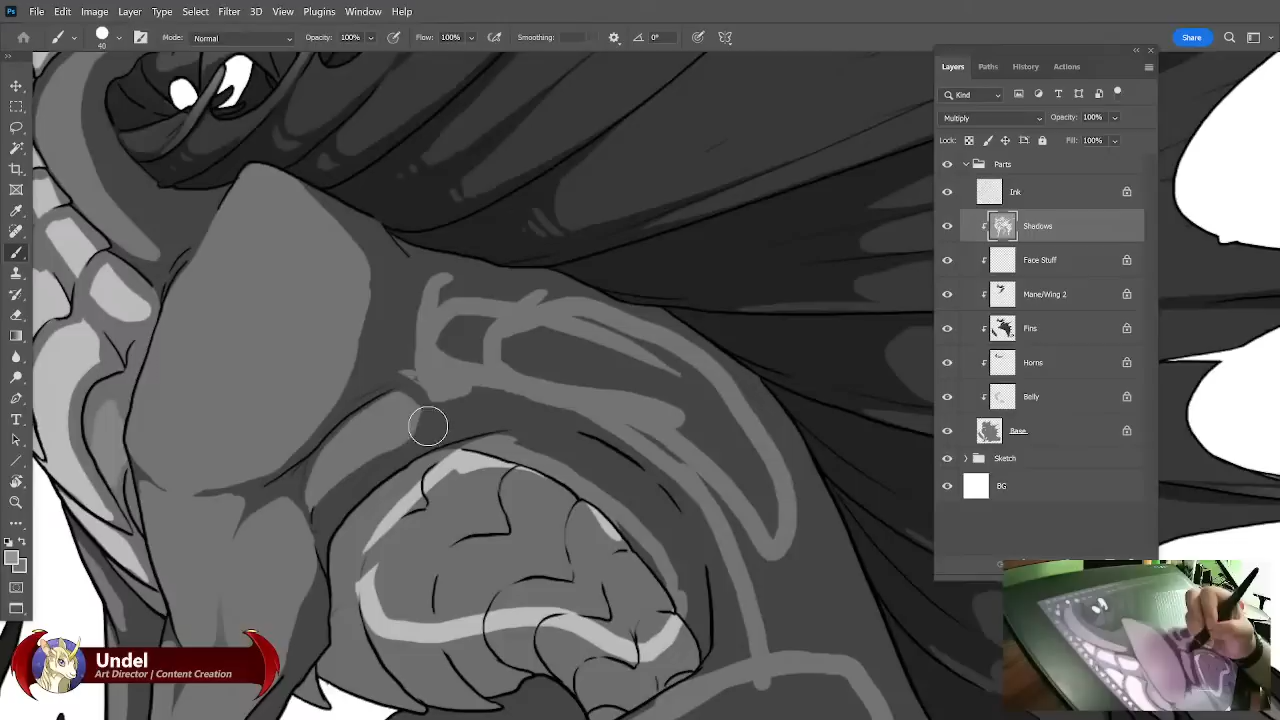 Ps File Edit Image Layer Type Select Filter 3D View Plugins Window Help
40 Mode: Normal Opacity: 100% Flow: 100% Smoothing: 0° Share
Layers Paths History Actions
Kind
Multiply Opacity: 100%
Lock: Fill: 100%
Parts
Ink
Shadows
Face Stuff
Mane/Wing 2
Fins
Horns
Belly
Base
Sketch
BG
Undel
Art Director | Content Creation